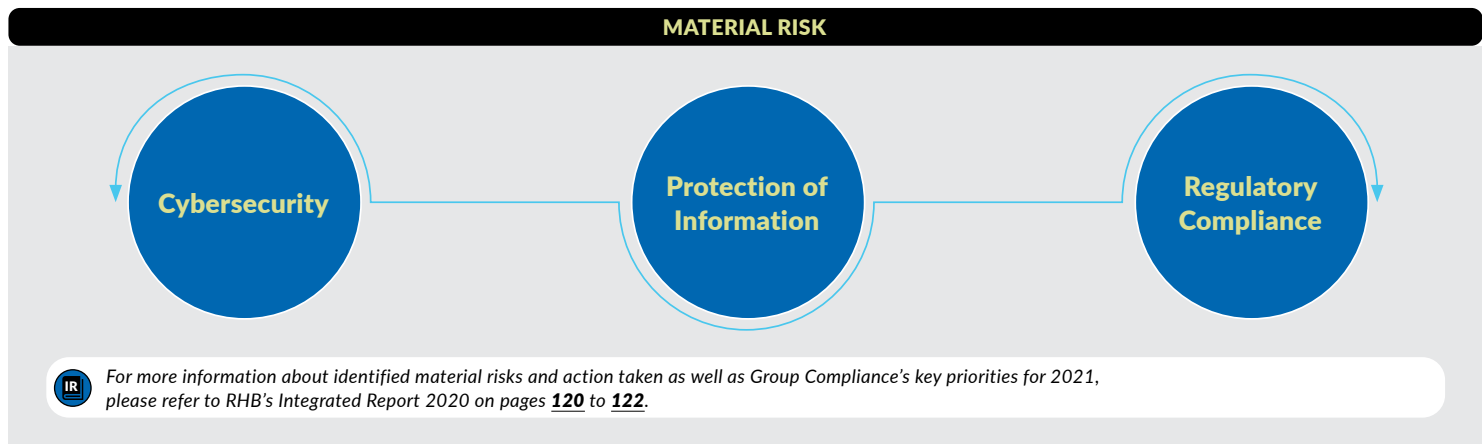 MATERIAL RISK
Cybersecurity
Protection of
Information
Regulatory
Compliance
IR
For more information about identified material risks and action taken as well as Group Compliance’s key priorities for 2021,
please refer to RHB’s Integrated Report 2020 on pages 120 to 122.